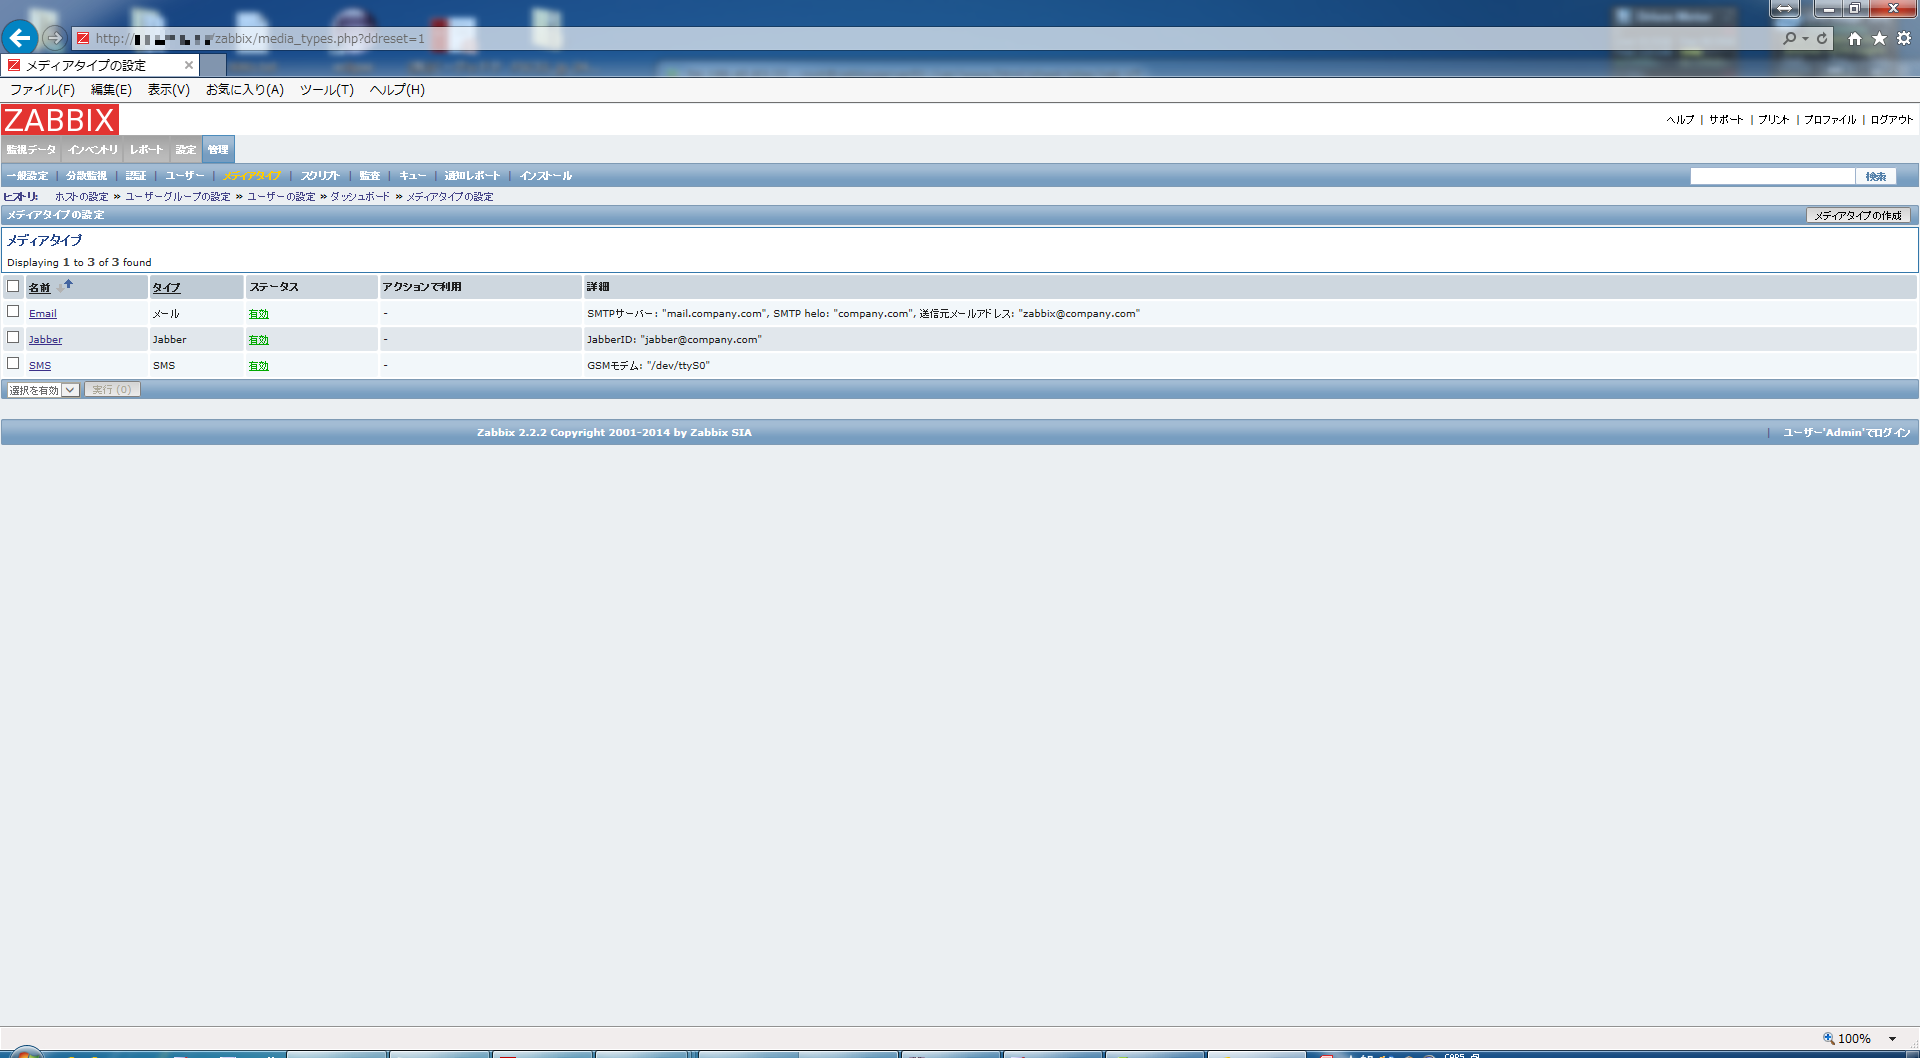 /zabbix/media_types.php?ddreset=1
メディアタイプの設定
ファイル(F) 編集(E) 表示(V) お気に入り(A) ツール(T) ヘルプ(H)
ZABBIX
ヘルプ | サポート | プリント | プロファイル | ログアウト
監視データ インベントリ レポート 設定 管理
一般設定 | 分散監視 | 認証 | ユーザー | メディアタイプ | スクリプト | 監査 | キュー | 通知レポート | インストール 検索
ヒストリ: ホストの設定 » ユーザーグループの設定 » ユーザーの設定 » ダッシュボード » メディアタイプの設定
メディアタイプの設定 メディアタイプの作成
メディアタイプ
Displaying 1 to 3 of 3 found
名前 タイプ ステータス アクションで利用 詳細
Email メール 有効 - SMTPサーバー: "mail.company.com", SMTP helo: "company.com", 送信元メールアドレス: "zabbix@company.com"
Jabber Jabber 有効 - JabberID: "jabber@company.com"
SMS SMS 有効 - GSMモデム: "/dev/ttyS0"
選択を有効 実行 (0)
Zabbix 2.2.2 Copyright 2001-2014 by Zabbix SIA | ユーザー'Admin'でログイン
100%